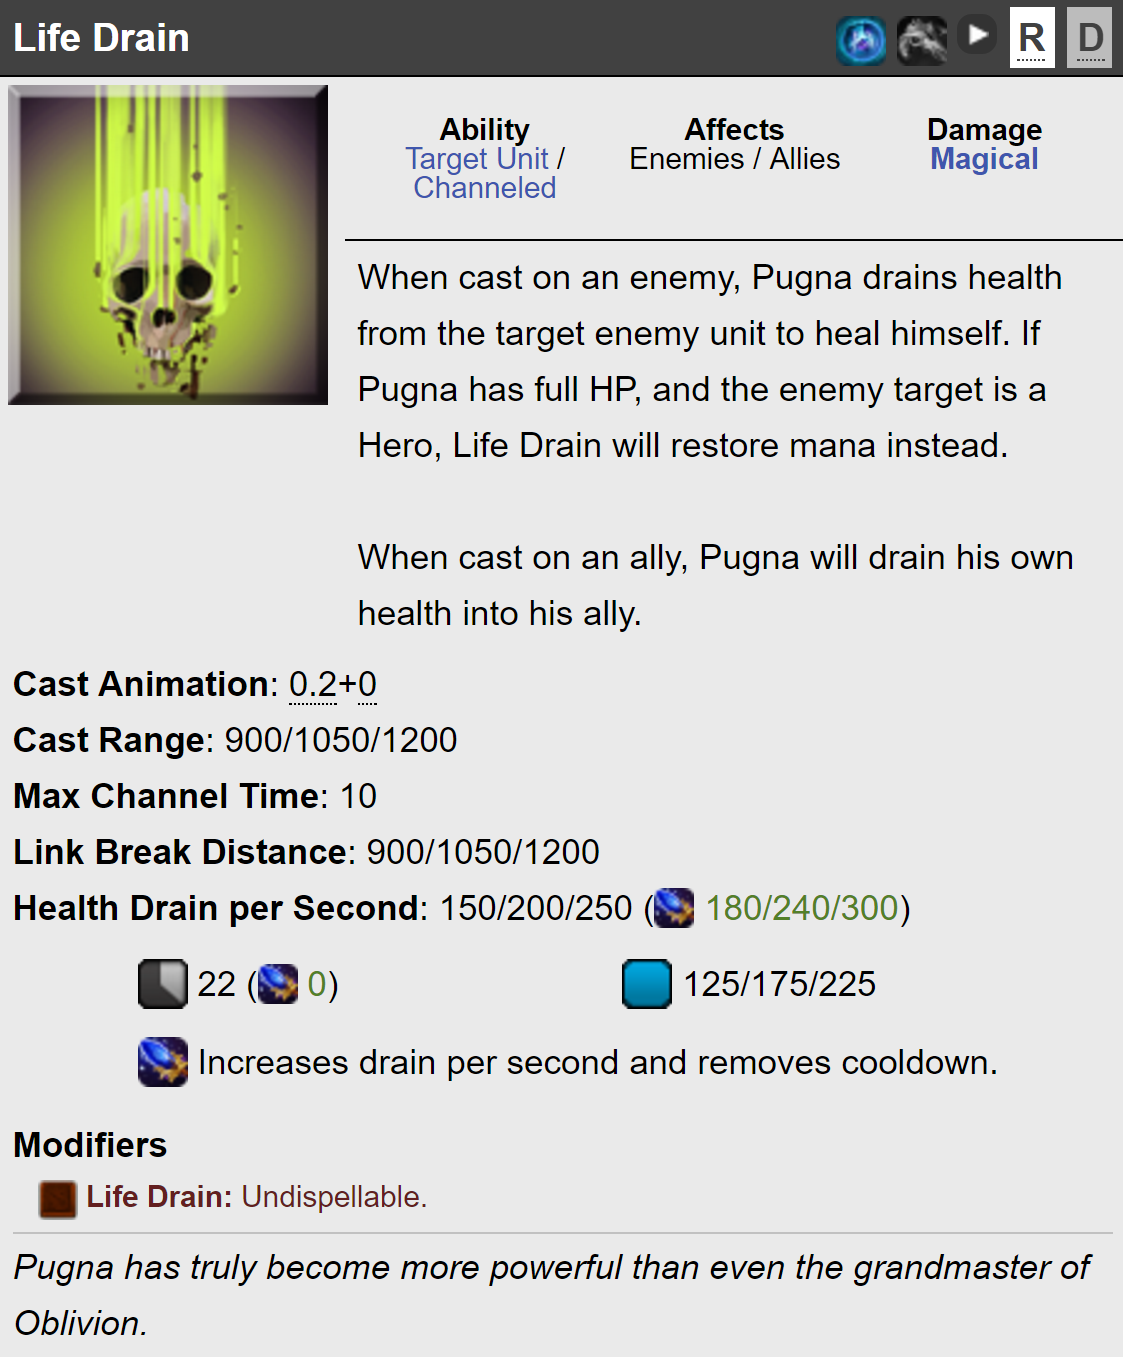 Life Drain
R
D
Ability
Target Unit /
Channeled
Affects
Enemies / Allies
Damage
Magical
When cast on an enemy, Pugna drains health
from the target enemy unit to heal himself. If
Pugna has full HP, and the enemy target is a
Hero, Life Drain will restore mana instead.
When cast on an ally, Pugna will drain his own
health into his ally.
Cast Animation: 0.2+0
Cast Range: 900/1050/1200
Max Channel Time: 10
Link Break Distance: 900/1050/1200
Health Drain per Second: 150/200/250 ( 180/240/300)
22 ( 0)
125/175/225
Increases drain per second and removes cooldown.
Modifiers
Life Drain: Undispellable.
Pugna has truly become more powerful than even the grandmaster of
Oblivion.